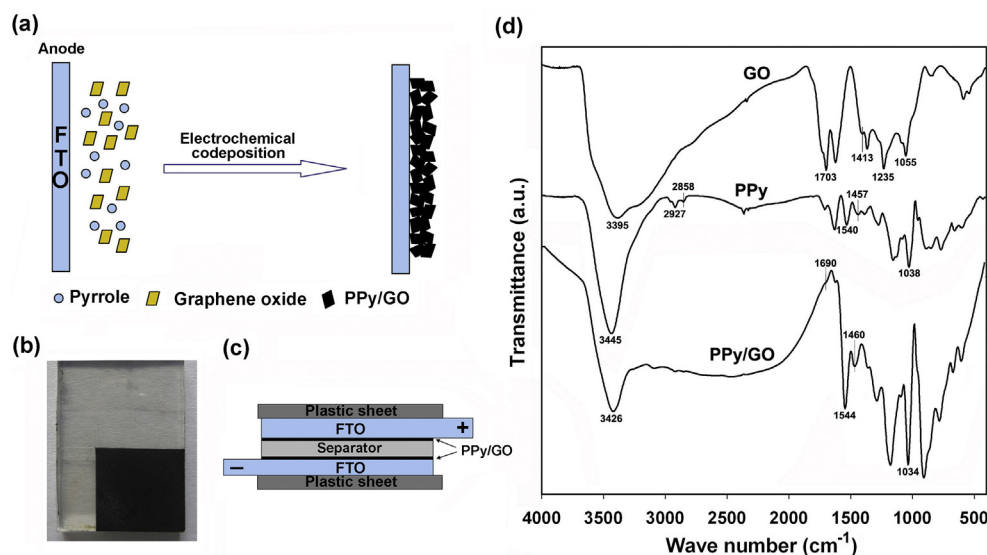 (a)
Anode
FTO
Electrochemical
codeposition
Pyrrole
Graphene oxide
PPy/GO
(b)
(c)
Plastic sheet
FTO
+
Separator
PPy/GO
−
FTO
Plastic sheet
(d)
Transmittance (a.u.)
GO
3395
1703
1413
1235
1055
PPy
3445
2927
2858
1540
1457
1038
PPy/GO
3426
1690
1544
1460
1034
4000 3500 3000 2500 2000 1500 1000 500
Wave number (cm-1)